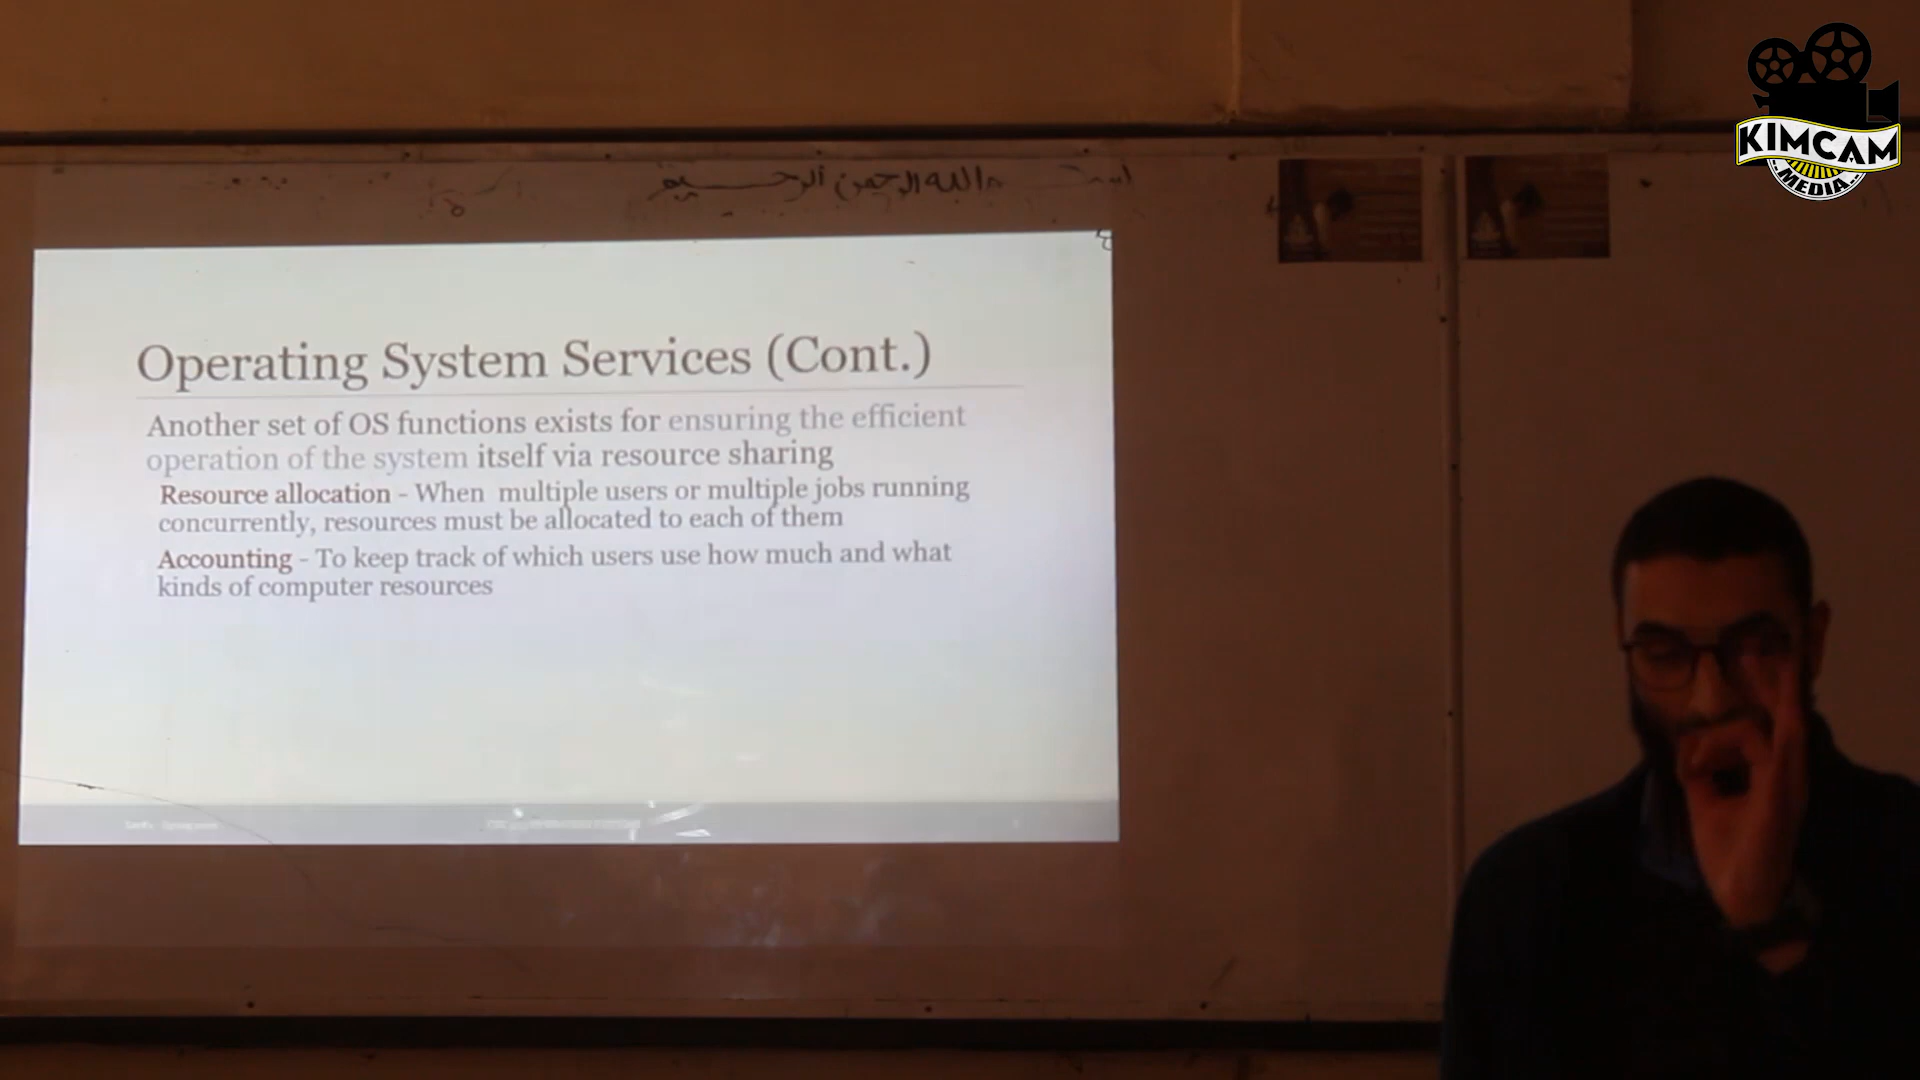 بسم الله الرحمن الرحيم
KIMCAM
MEDIA
Operating System Services (Cont.)
Another set of OS functions exists for ensuring the efficient
operation of the system itself via resource sharing
Resource allocation - When multiple users or multiple jobs running
concurrently, resources must be allocated to each of them
Accounting - To keep track of which users use how much and what
kinds of computer resources